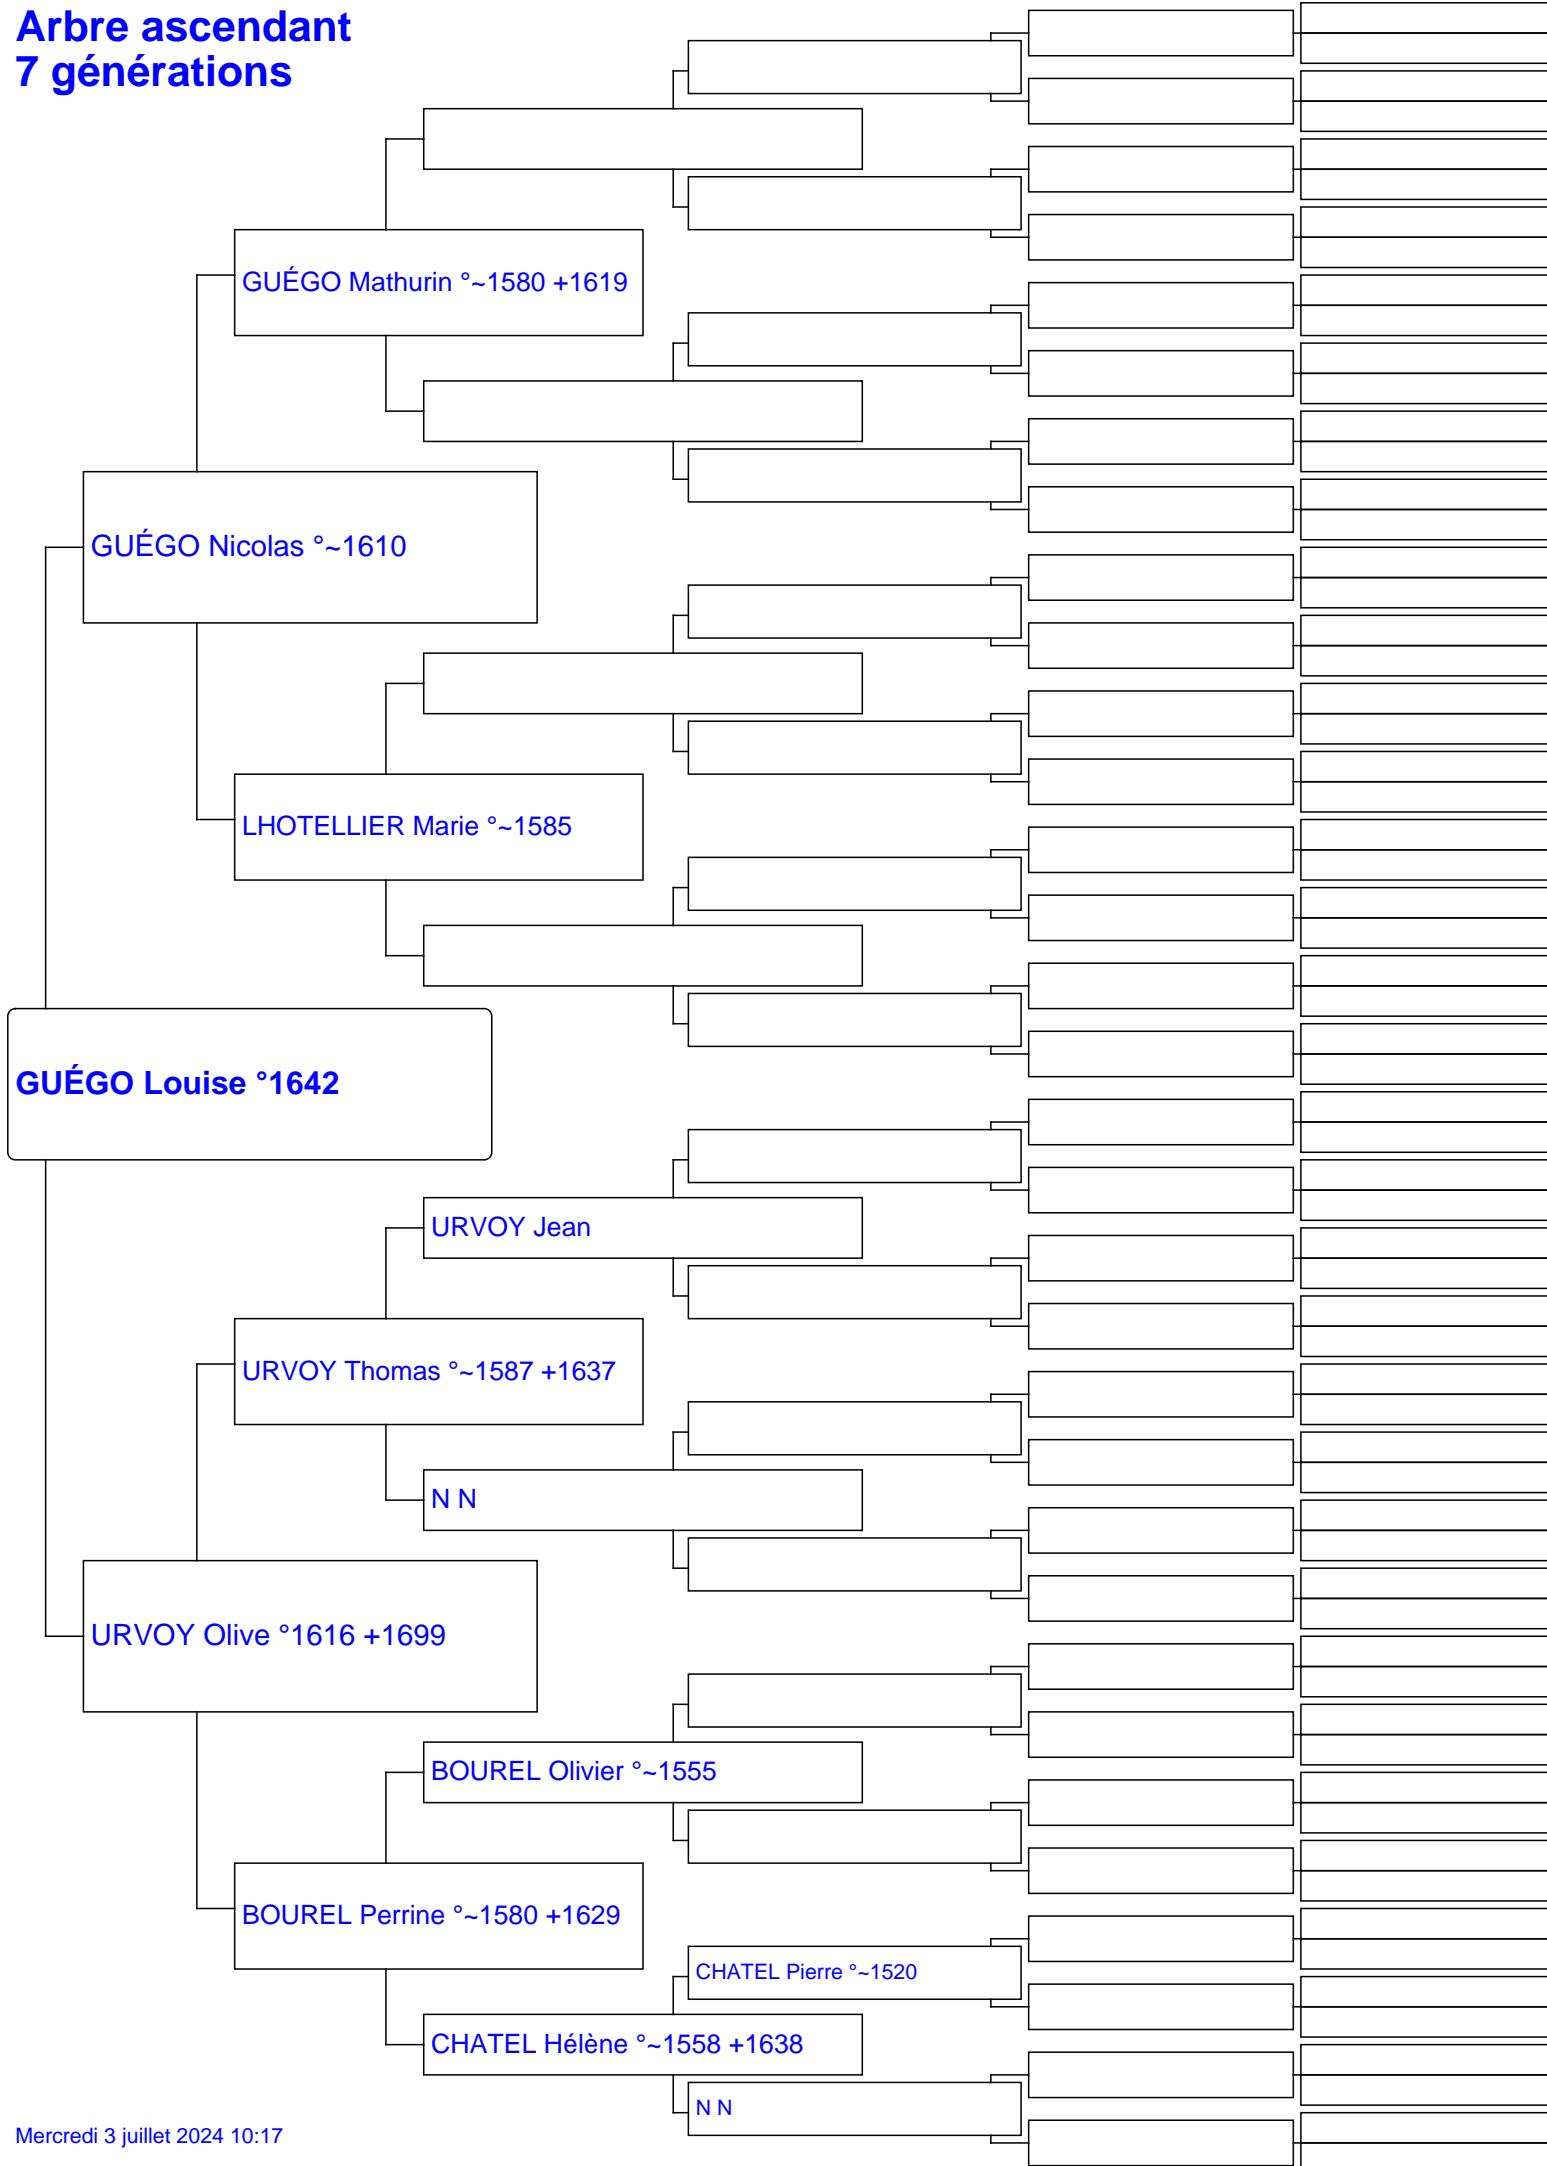 Arbre ascendant
7 générations
GUÉGO Mathurin °~1580 +1619
GUÉGO Nicolas °~1610
LHOTELLIER Marie °~1585
GUÉGO Louise °1642
URVOY Jean
URVOY Thomas °~1587 +1637
N N
URVOY Olive °1616 +1699
BOUREL Olivier °~1555
BOUREL Perrine °~1580 +1629
CHATEL Pierre °~1520
CHATEL Hélène °~1558 +1638
N N
Mercredi 3 juillet 2024 10:17